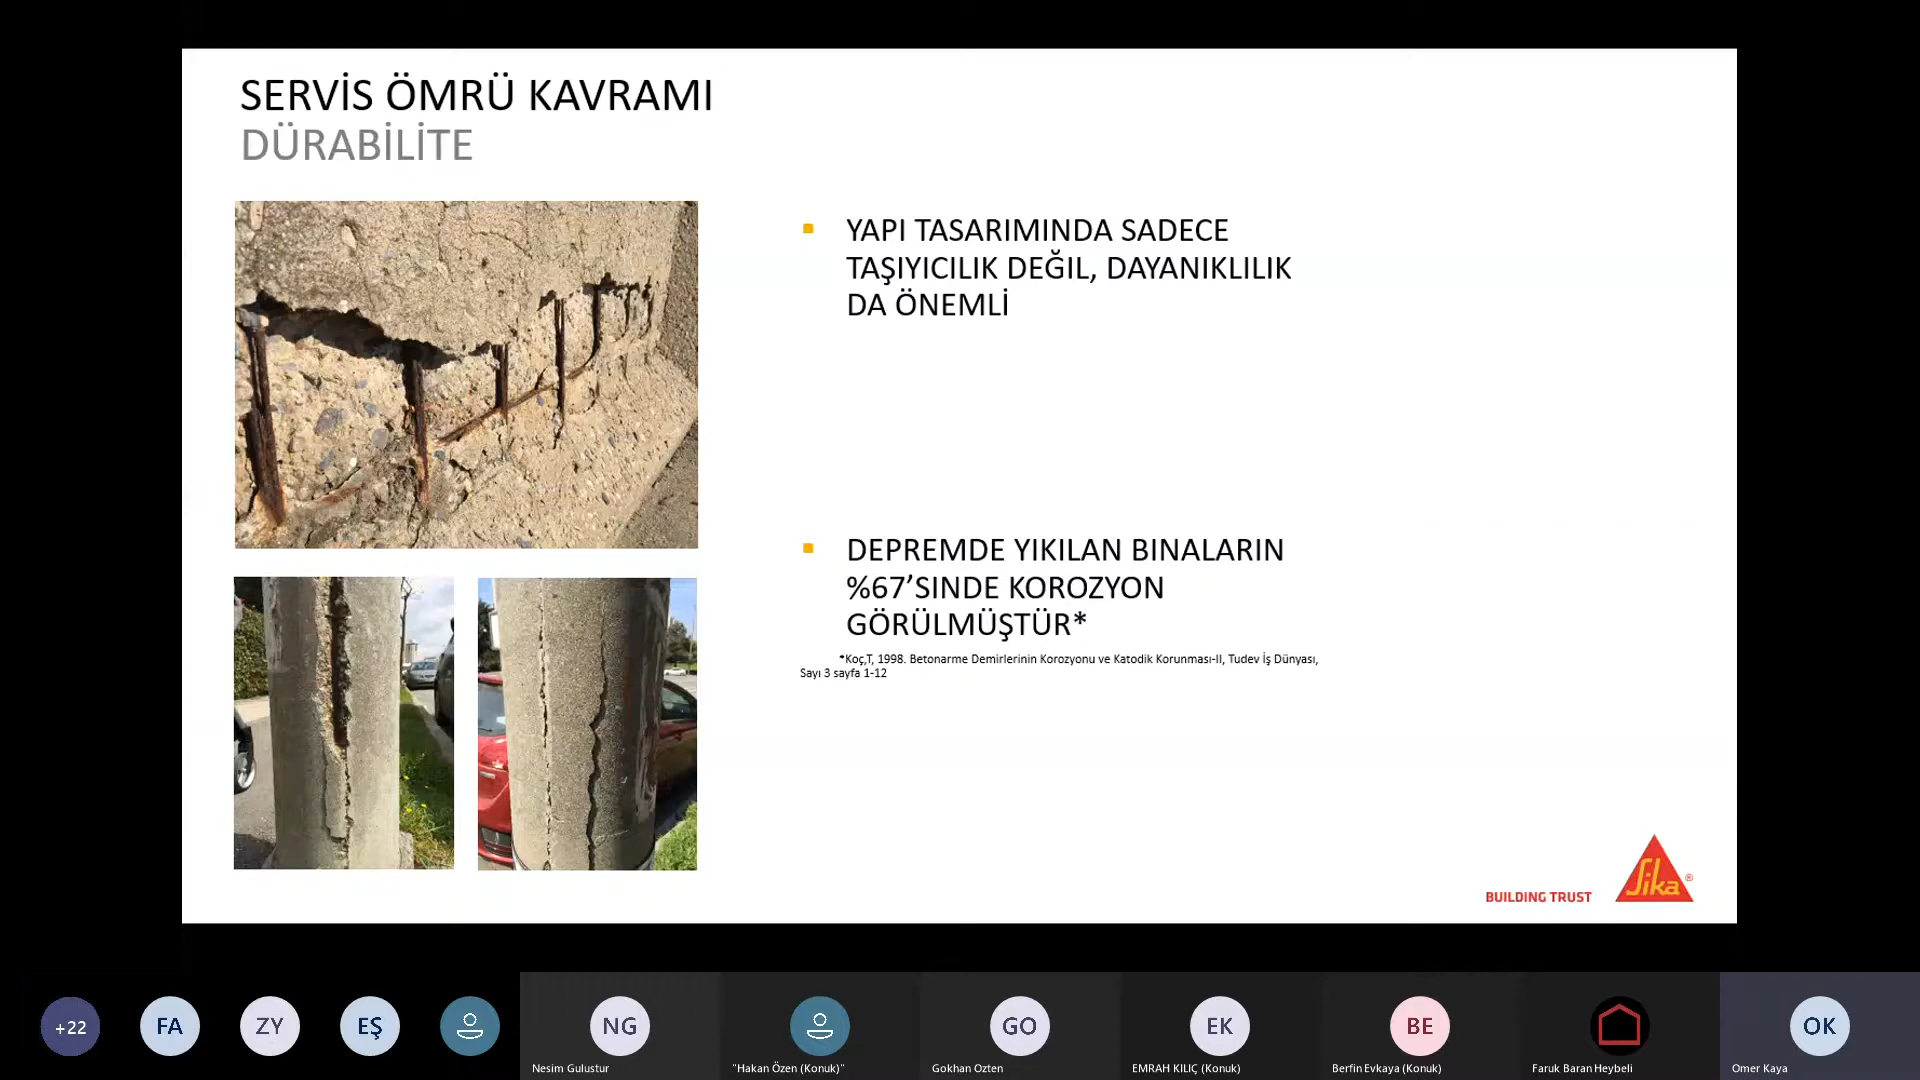 SERVİS ÖMRÜ KAVRAMI
DÜRABİLİTE
YAPI TASARIMINDA SADECE
TAŞIYICILIK DEĞIL, DAYANIKLILIK
DA ÖNEMLİ
DEPREMDE YIKILAN BINALARIN
%67’SINDE KOROZYON
GÖRÜLMÜŞTÜR*
*Koç,T, 1998. Betonarme Demirlerinin Korozyonu ve Katodik Korunması-II, Tudev İş Dünyası,
Sayı 3 sayfa 1-12
BUILDING TRUST
Sika®
+22
FA
ZY
EŞ
NG
GO
EK
BE
OK
Nesim Gulustur
"Hakan Özen (Konuk)"
Gokhan Ozten
EMRAH KILIÇ (Konuk)
Berfin Evkaya (Konuk)
Faruk Baran Heybeli
Omer Kaya